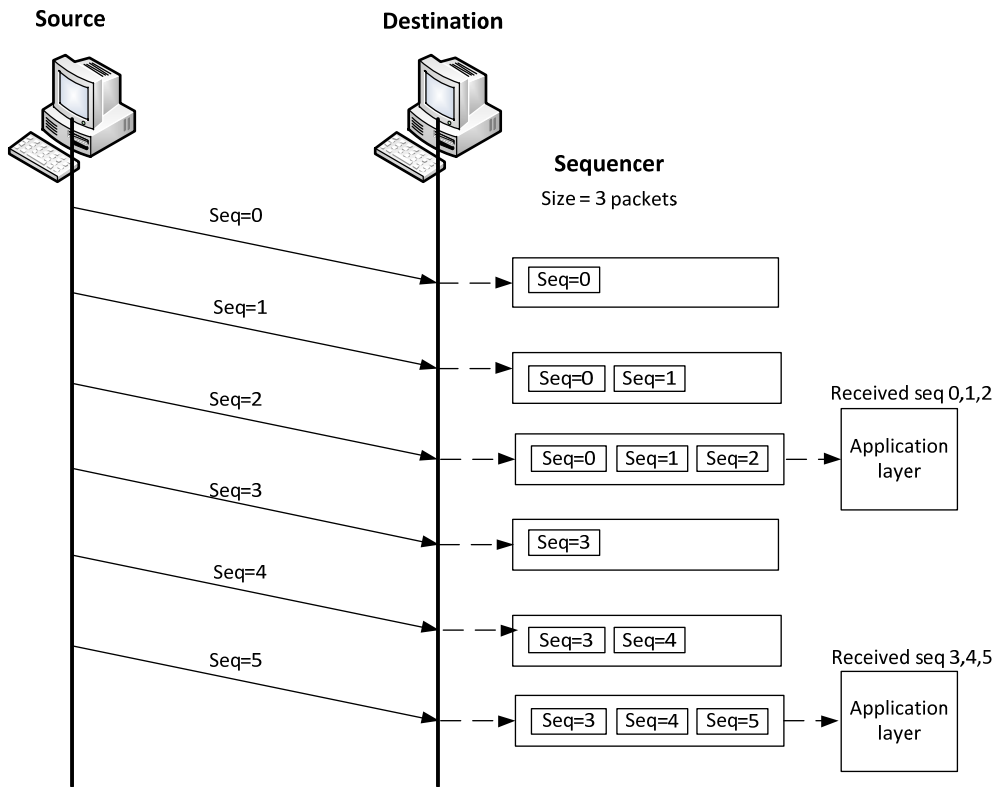 Source
Destination
Sequencer
Size = 3 packets
Seq=0
Seq=0
Seq=1
Seq=0
Seq=1
Seq=2
Received seq 0,1,2
Seq=0
Seq=1
Seq=2
Application
layer
Seq=3
Seq=3
Seq=4
Seq=3
Seq=4
Seq=5
Received seq 3,4,5
Seq=3
Seq=4
Seq=5
Application
layer